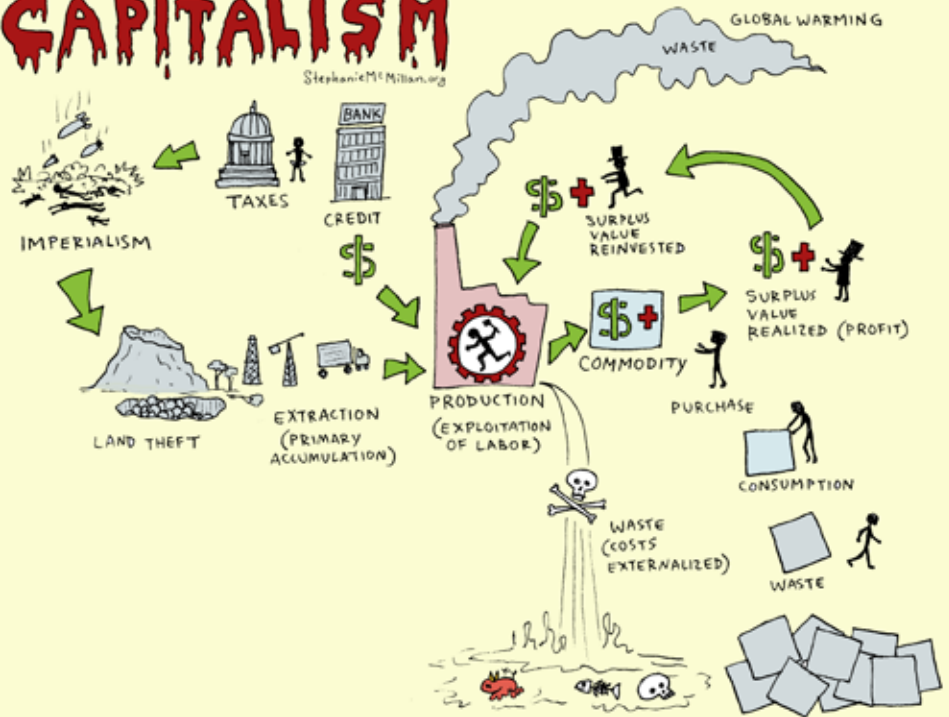 CAPITALISM
StephanieMcMillan.org
GLOBAL WARMING
WASTE
BANK
TAXES
CREDIT
IMPERIALISM
$
$ +
SURPLUS
VALUE
REINVESTED
$ +
SURPLUS
VALUE
REALIZED (PROFIT)
$ +
COMMODITY
PURCHASE
LAND THEFT
EXTRACTION
(PRIMARY
ACCUMULATION)
PRODUCTION
(EXPLOITATION
OF LABOR)
CONSUMPTION
WASTE
(COSTS
EXTERNALIZED)
WASTE